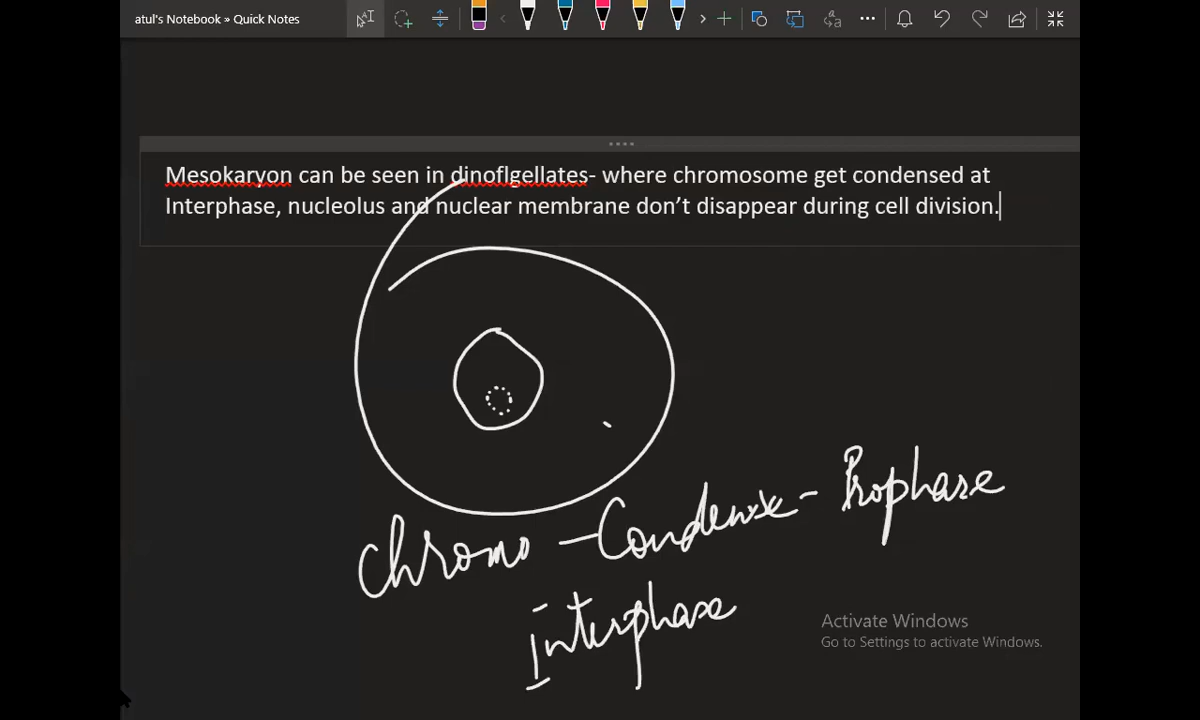 atul's Notebook » Quick Notes
Mesokaryon can be seen in dinoflgellates- where chromosome get condensed at
Interphase, nucleolus and nuclear membrane don't disappear during cell division.
Chromo - Condense - Prophase
Interphase
Activate Windows
Go to Settings to activate Windows.